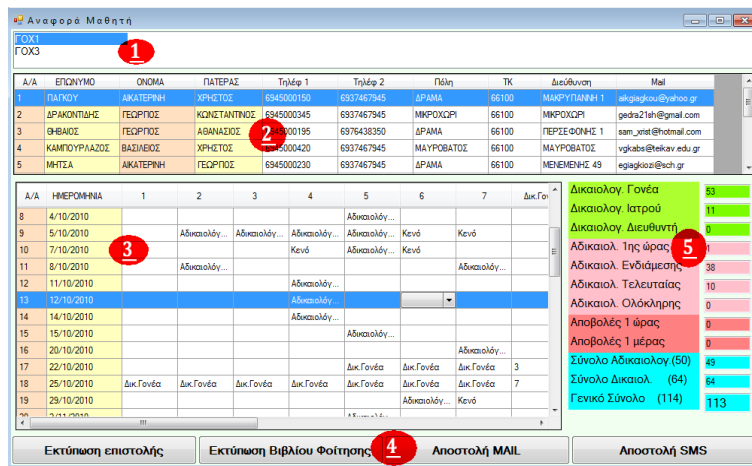 Αναφορά Μαθητή
ΓΟΧ1
ΓΟΧ3
1
Α/Α ΕΠΩΝΥΜΟ ΟΝΟΜΑ ΠΑΤΕΡΑΣ Τηλέφ 1 Τηλέφ 2 Πόλη ΤΚ Διεύθυνση Mail
1 ΠΑΓΚΟΥ ΑΙΚΑΤΕΡΙΝΗ ΧΡΗΣΤΟΣ 6945000150 6937467945 ΔΡΑΜΑ 66100 ΜΑΚΡΥΓΙΑΝΝΗ 1 aikgiagkou@yahoo.gr
2 ΔΡΑΚΟΝΤΙΔΗΣ ΓΕΩΡΓΙΟΣ ΚΩΝΣΤΑΝΤΙΝΟΣ 6945000345 6937467945 ΜΙΚΡΟΧΩΡΙ 66100 ΜΙΚΡΟΧΩΡΙ gedra21sh@gmail.com
3 ΘΗΒΑΙΟΣ ΓΕΩΡΓΙΟΣ ΑΘΑΝΑΣΙΟΣ 2 000195 6976438350 ΔΡΑΜΑ 66100 ΠΕΡΣΕΦΟΝΗΣ 1 sam_xrist@hotmail.com
4 ΚΑΜΠΟΥΡΛΑΖΟΣ ΒΑΣΙΛΕΙΟΣ ΧΡΗΣΤΟΣ 6945000420 6937467945 ΜΑΥΡΟΒΑΤΟΣ 66100 ΜΑΥΡΟΒΑΤΟΣ vgkabs@teikav.edu.gr
5 ΜΗΤΣΑ ΑΙΚΑΤΕΡΙΝΗ ΓΕΩΡΓΙΟΣ 6945000230 6937467945 ΔΡΑΜΑ 66100 ΜΕΝΕΜΕΝΗΣ 49 egiagkiozi@sch.gr
Α/Α ΗΜΕΡΟΜΗΝΙΑ 1 2 3 4 5 6 7 Δικ.Γον
8 4/10/2010 Αδικαιολόγ...
9 5/10/2010 Αδικαιολόγ... Αδικαιολόγ... Αδικαιολόγ... Αδικαιολόγ... Κενό Κενό
10 7/10/2010 3 Κενό Αδικαιολόγ... Κενό
11 8/10/2010 Αδικαιολόγ... Αδικαιολόγ...
12 11/10/2010 Αδικαιολόγ...
13 12/10/2010 Αδικαιολόγ...
14 14/10/2010 Αδικαιολόγ...
15 15/10/2010 Αδικαιολόγ...
16 20/10/2010 Αδικαιολόγ...
17 22/10/2010 Δικ.Γονέα Δικ.Γονέα Δικ.Γονέα 3
18 25/10/2010 Δικ.Γονέα Δικ.Γονέα Δικ.Γονέα Δικ.Γονέα Δικ.Γονέα Δικ.Γονέα Δικ.Γονέα 7
19 29/10/2010 Αδικαιολόγ... Κενό
Δικαιολογ. Γονέα 53
Δικαιολογ. Ιατρού 11
Δικαιολογ. Διευθυντή 0
Αδικαιολ. 1ης ώρας 5 1
Αδικαιολ. Ενδιάμεσης 38
Αδικαιολ. Τελευταίας 10
Αδικαιολ. Ολόκληρης 0
Αποβολές 1 ώρας 0
Αποβολές 1 μέρας 0
Σύνολο Αδικαιολογ.(50) 49
Σύνολο Δικαιολ. (64) 64
Γενικό Σύνολο (114) 113
Εκτύπωση επιστολής Εκτύπωση Βιβλίου Φοίτησης 4 Αποστολή MAIL Αποστολή SMS